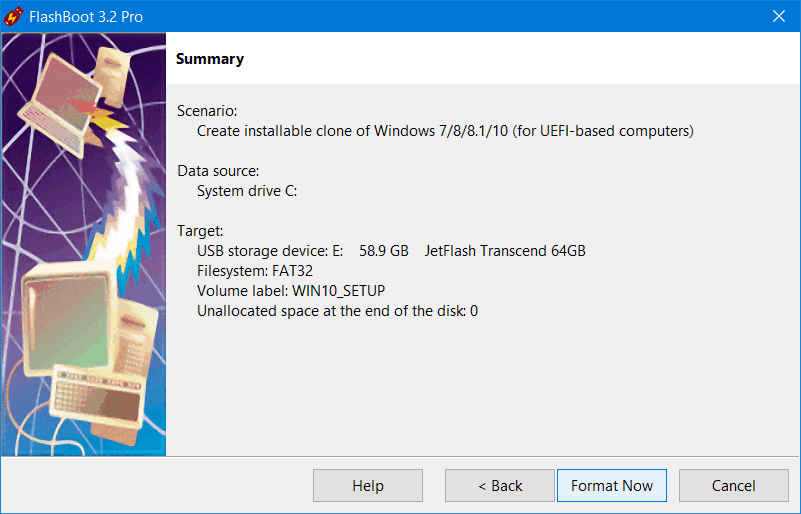 FlashBoot 3.2 Pro
Summary
Scenario:
Create installable clone of Windows 7/8/8.1/10 (for UEFI-based computers)
Data source:
System drive C:
Target:
USB storage device: E: 58.9 GB JetFlash Transcend 64GB
Filesystem: FAT32
Volume label: WIN10_SETUP
Unallocated space at the end of the disk: 0
Help
< Back
Format Now
Cancel